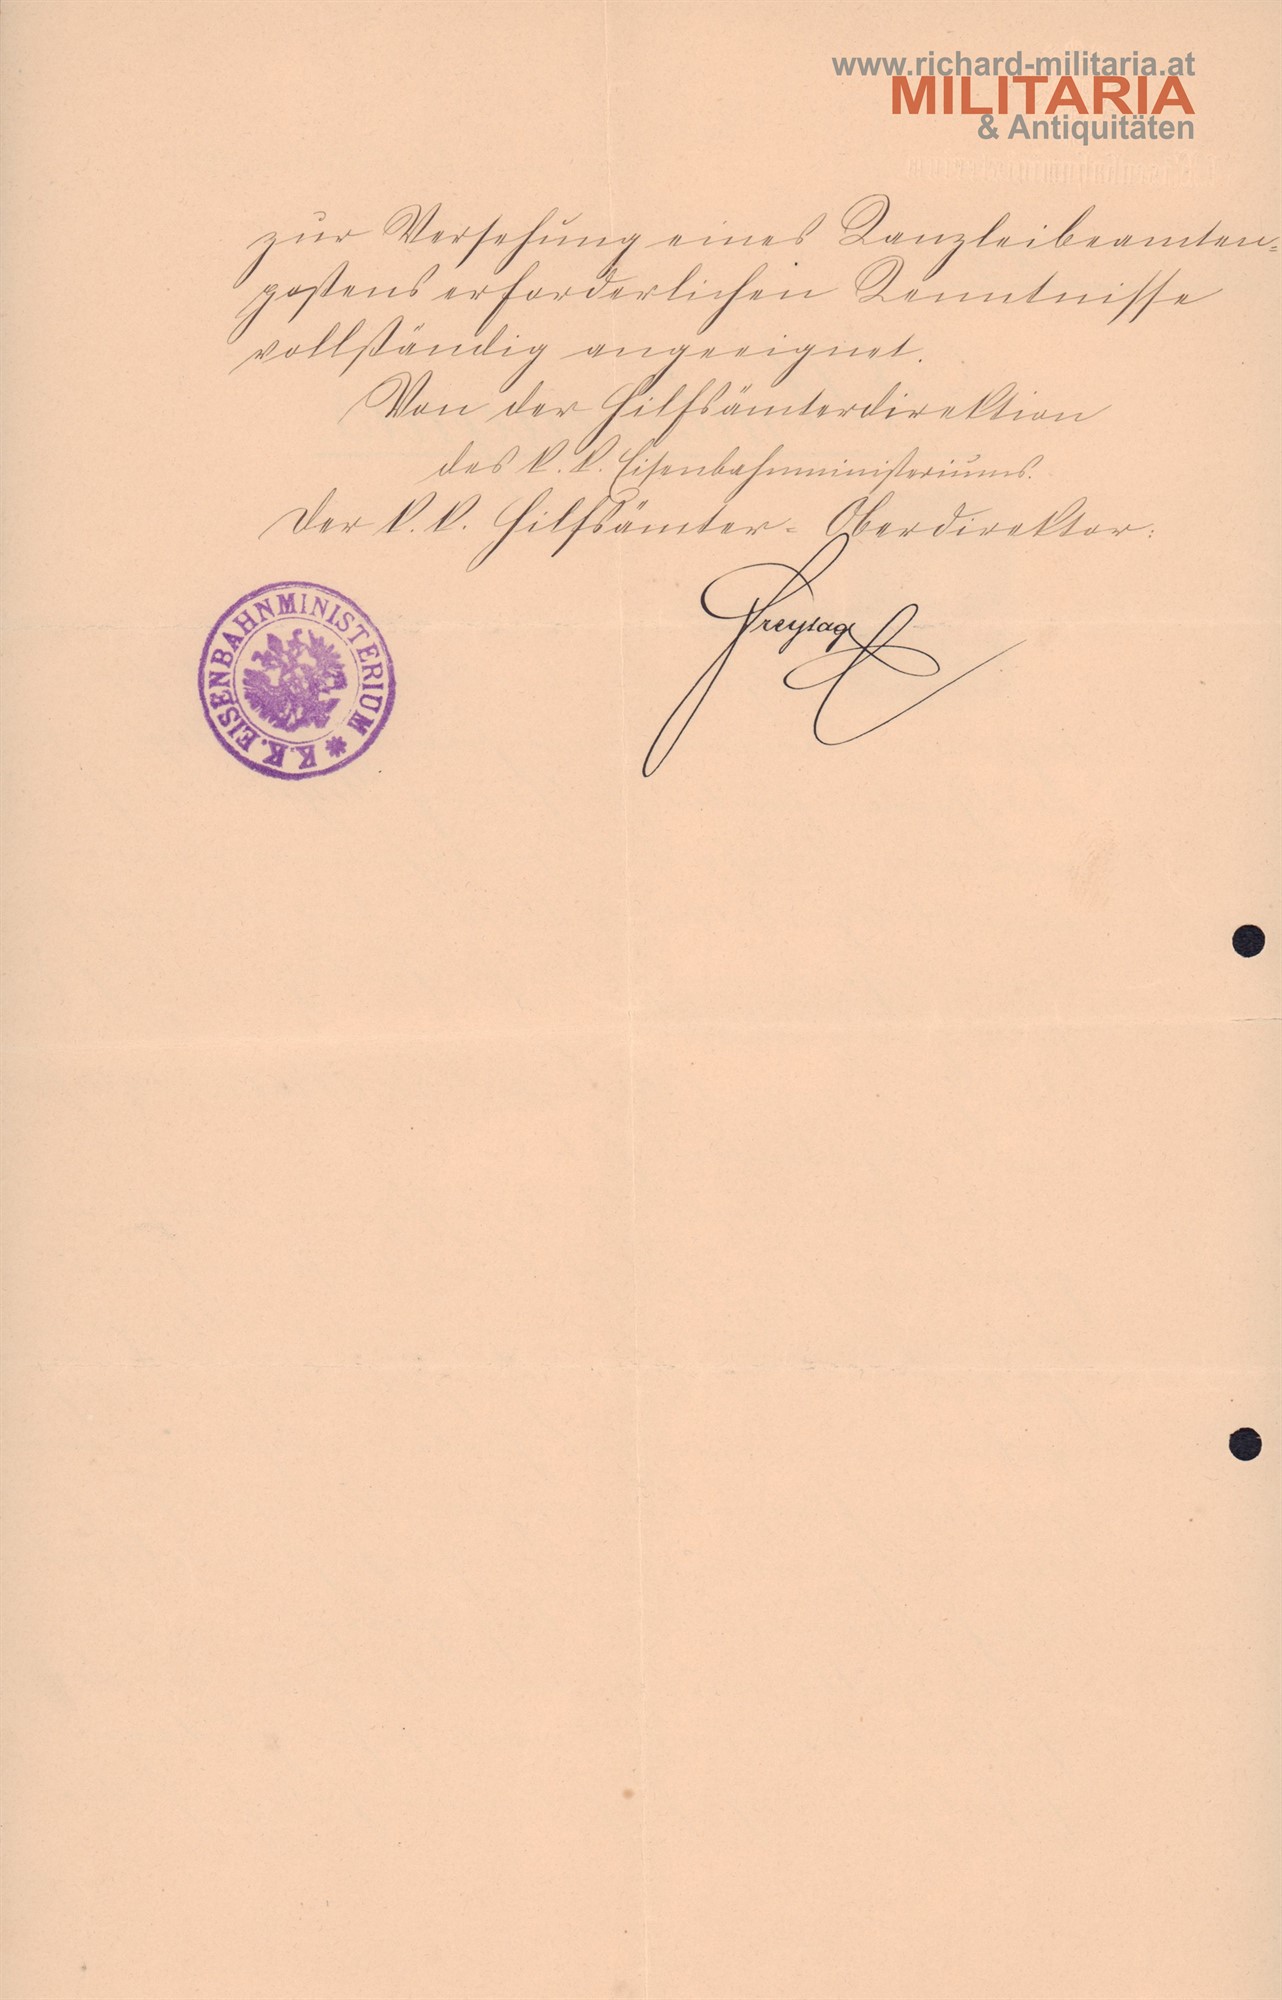 www.richard-militaria.at
MILITARIA
& Antiquitäten
zur Versehung eines Kanzleibeamten-
postens erforderlichen Kenntnisse
vollständig angeeignet.
Von der Hilfsämterdirektion
des k. k. Eisenbahnministeriums.
Der k. k. Hilfsämter-Oberdirektor:
Freytag
K.K. EISENBAHNMINISTERIUM *